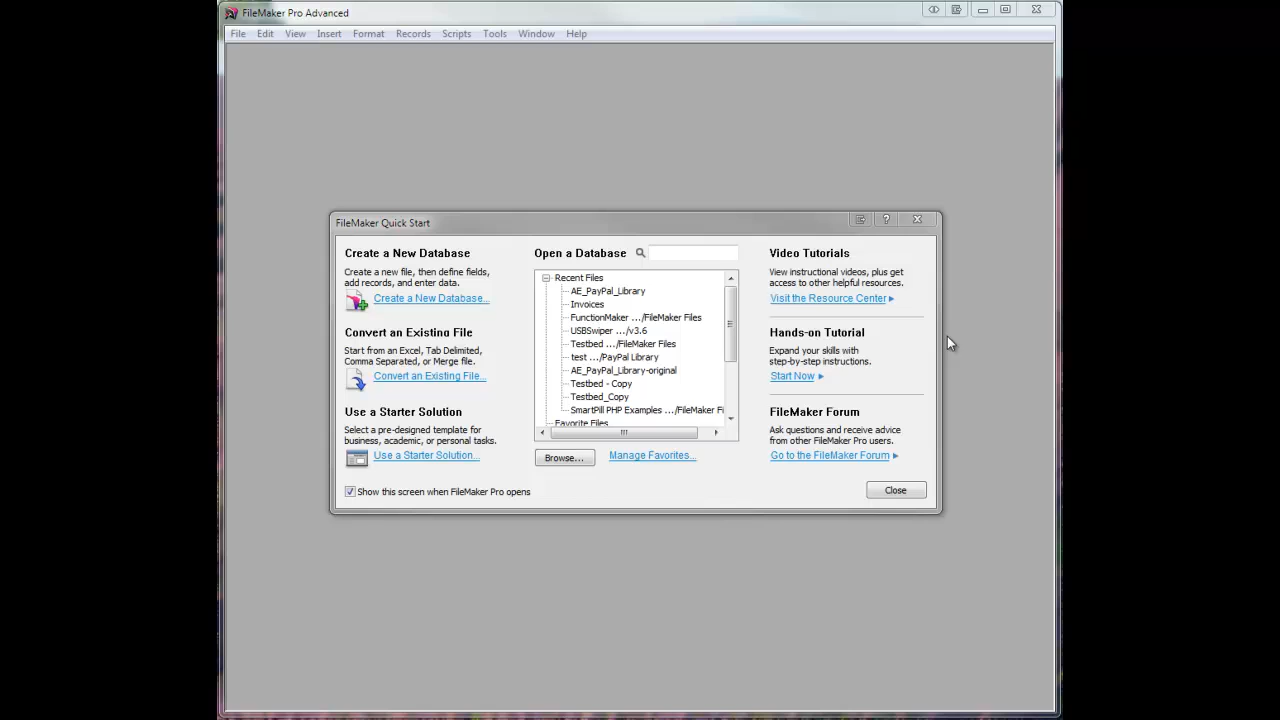 FileMaker Pro Advanced
File Edit View Insert Format Records Scripts Tools Window Help
FileMaker Quick Start
Create a New Database
Create a new file, then define fields,
add records, and enter data.
Create a New Database...
Convert an Existing File
Start from an Excel, Tab Delimited,
Comma Separated, or Merge file.
Convert an Existing File...
Use a Starter Solution
Select a pre-designed template for
business, academic, or personal tasks.
Use a Starter Solution...
Show this screen when FileMaker Pro opens
Open a Database
Recent Files
AE_PayPal_Library
Invoices
FunctionMaker .../FileMaker Files
USBSwiper .../v3.6
Testbed .../FileMaker Files
test .../PayPal Library
AE_PayPal_Library-original
Testbed - Copy
Testbed_Copy
SmartPill PHP Examples .../FileMaker Fi
Favorite Files
Browse...
Manage Favorites...
Video Tutorials
View instructional videos, plus get
access to other helpful resources.
Visit the Resource Center
Hands-on Tutorial
Expand your skills with
step-by-step instructions.
Start Now
FileMaker Forum
Ask questions and receive advice
from other FileMaker Pro users.
Go to the FileMaker Forum
Close